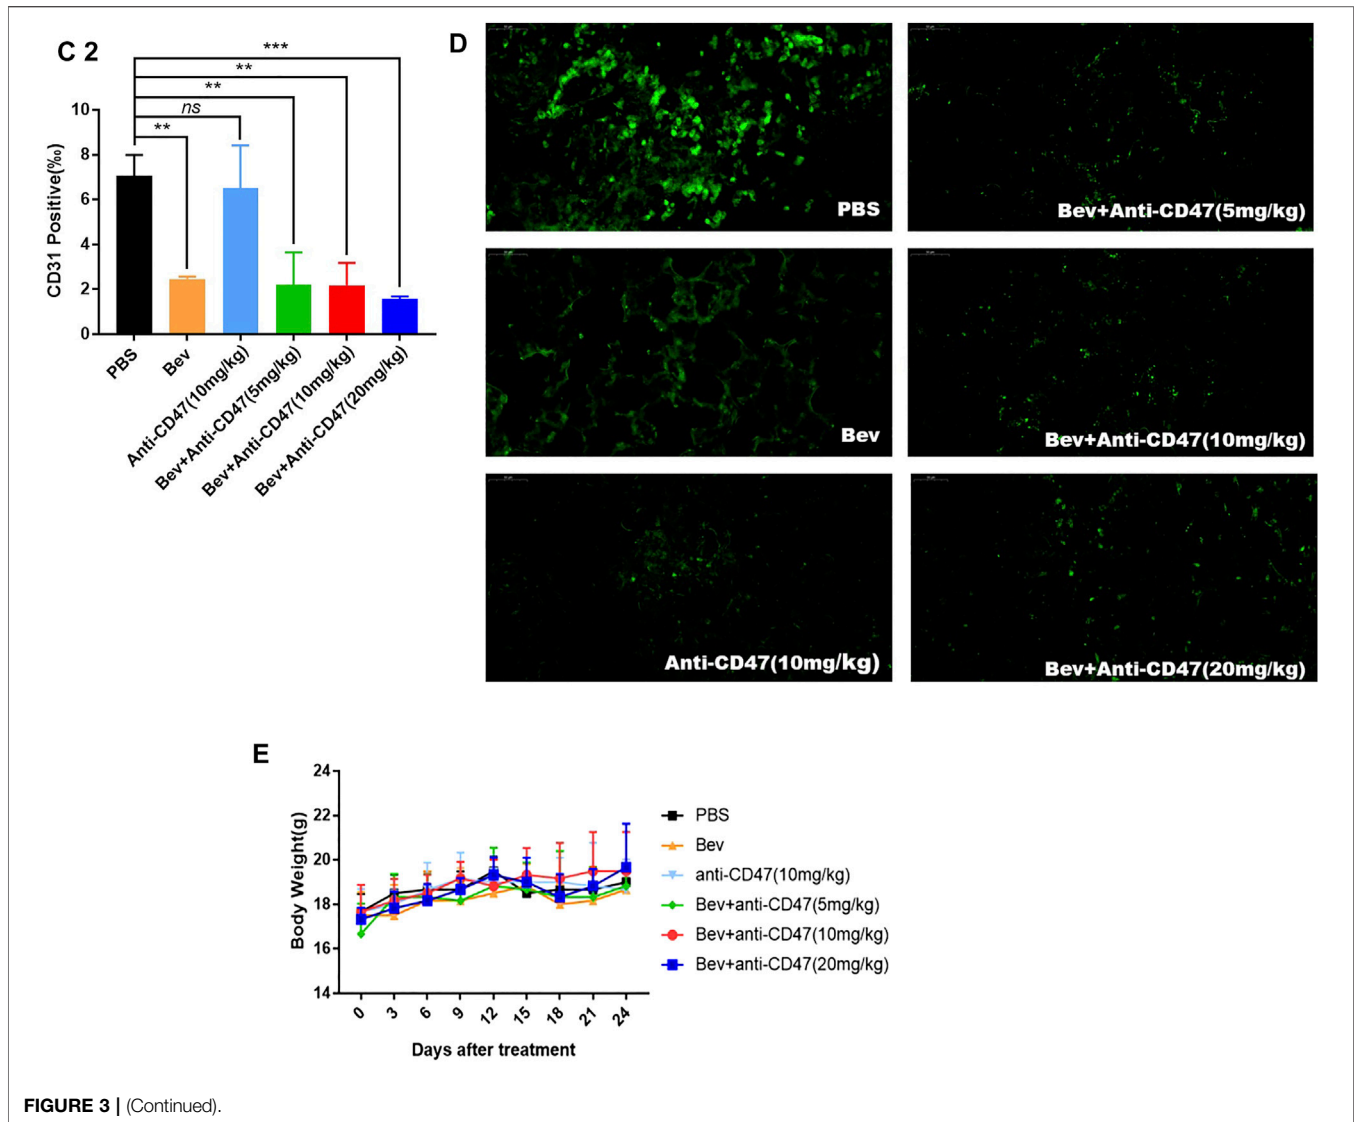 C 2
***
**
**
ns
**
10
8
6
4
2
0
CD31 Positive(‰)
PBS
Bev
Anti-CD47(10mg/kg)
Bev+Anti-CD47(5mg/kg)
Bev+Anti-CD47(10mg/kg)
Bev+Anti-CD47(20mg/kg)
D
PBS
Bev+Anti-CD47(5mg/kg)
Bev
Bev+Anti-CD47(10mg/kg)
Anti-CD47(10mg/kg)
Bev+Anti-CD47(20mg/kg)
E
24
22
20
18
16
14
Body Weight(g)
0 3 6 9 12 15 18 21 24
Days after treatment
PBS
Bev
anti-CD47(10mg/kg)
Bev+anti-CD47(5mg/kg)
Bev+anti-CD47(10mg/kg)
Bev+anti-CD47(20mg/kg)
FIGURE 3 | (Continued).